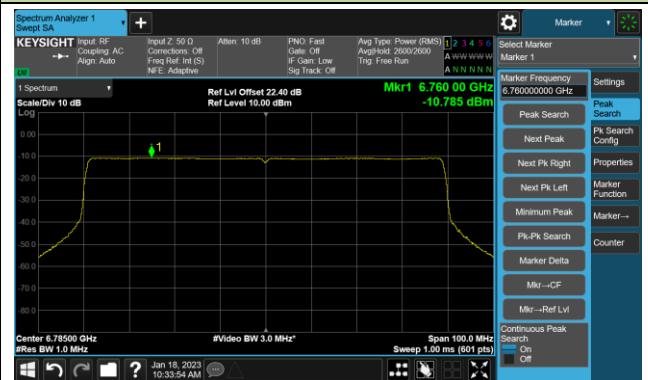 Spectrum Analyzer 1
Swept SA
+
Marker
KEYSIGHT
Input: RF
Coupling: AC
Align: Auto
Input Z: 50 Ω
Corrections: Off
Freq Ref: Int (S)
NFE: Adaptive
Atten: 10 dB
PNO: Fast
Gate: Off
IF Gain: Low
Sig Track: Off
Avg Type: Power (RMS)
Avg|Hold: 2600/2600
Trig: Free Run
1 2 3 4 5 6
A W W W W W
A N N N N N
LXI
1 Spectrum
Scale/Div 10 dB
Log
Ref Lvl Offset 22.40 dB
Ref Level 10.00 dBm
Mkr1 6.760 00 GHz
-10.785 dBm
1
0.00
-10.0
-20.0
-30.0
-40.0
-50.0
-60.0
-70.0
-80.0
Center 6.78500 GHz
#Res BW 1.0 MHz
#Video BW 3.0 MHz*
Span 100.0 MHz
Sweep 1.00 ms (601 pts)
Jan 18, 2023
10:33:54 AM
?
Select Marker
Marker 1
Marker Frequency
6.760000000 GHz
Peak Search
Next Peak
Next Pk Right
Next Pk Left
Minimum Peak
Pk-Pk Search
Marker Delta
Mkr→CF
Mkr→Ref Lvl
Continuous Peak
Search
On
Off
Settings
Peak
Search
Pk Search
Config
Properties
Marker
Function
Marker→
Counter